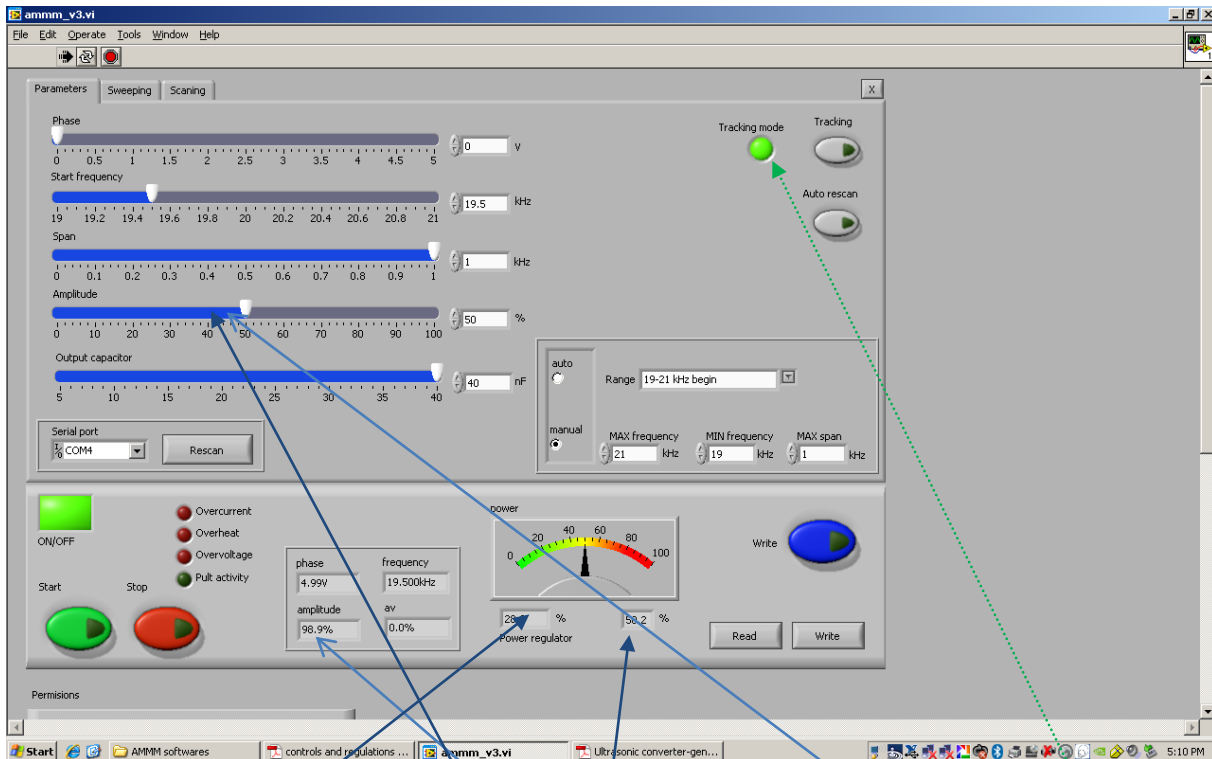 ammm_v3.vi
File Edit Operate Tools Window Help
Parameters Sweeping Scaning X
Phase
0 0.5 1 1.5 2 2.5 3 3.5 4 4.5 5
0 V
Tracking mode Tracking
Start frequency
19 19.2 19.4 19.6 19.8 20 20.2 20.4 20.6 20.8 21
19.5 kHz
Auto rescan
Span
0 0.1 0.2 0.3 0.4 0.5 0.6 0.7 0.8 0.9 1
1 kHz
Amplitude
0 10 20 30 40 50 60 70 80 90 100
50 %
Output capacitor
5 10 15 20 25 30 35 40
40 nF
auto
Range 19-21 kHz begin
manual
MAX frequency MIN frequency MAX span
21 kHz 19 kHz 1 kHz
Serial port
COM4 Rescan
ON/OFF
Overcurrent
Overheat
Overvoltage
Pult activity
Start Stop
phase frequency
4.99V 19.500kHz
amplitude av
98.9% 0.0%
power
0 20 40 60 80 100
% %
Power regulator
Write
Read Write
Permisions
Start AMMM softwares controls and regulations ... ammm_v3.vi Ultrasonic converter-gen... 5:10 PM